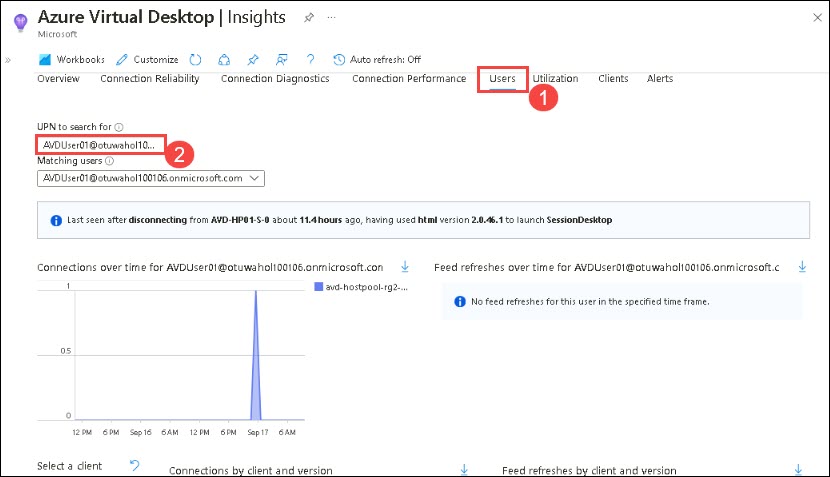 Azure Virtual Desktop | Insights
Microsoft
Workbooks Customize Auto refresh: Off
Overview Connection Reliability Connection Diagnostics Connection Performance Users Utilization Clients Alerts
1
UPN to search for
AVDUser01@otuwahol10...
2
Matching users
AVDUser01@otuwahol100106.onmicrosoft.com
Last seen after disconnecting from AVD-HP01-S-0 about 11.4 hours ago, having used html version 2.0.46.1 to launch SessionDesktop
Connections over time for AVDUser01@otuwahol100106.onmicrosoft.con
Feed refreshes over time for AVDUser01@otuwahol100106.onmicrosoft.c
1
avd-hostpool-rg2-...
No feed refreshes for this user in the specified time frame.
0.5
0
12 PM 6 PM Sep 16 6 AM 12 PM 6 PM Sep 17 6 AM
Select a client
Connections by client and version
Feed refreshes by client and version